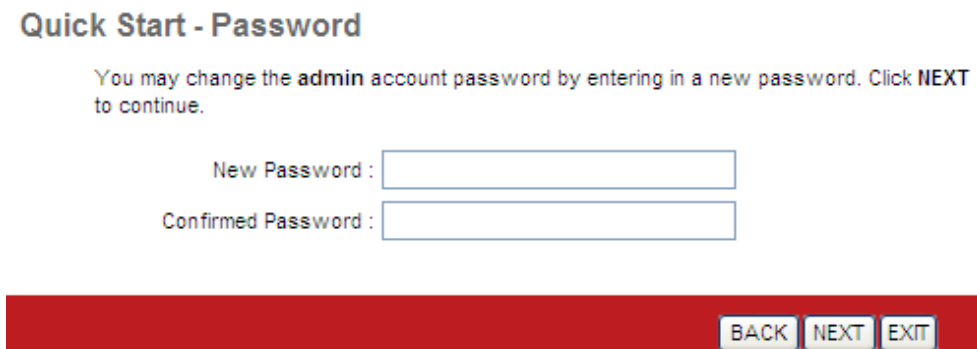 Quick Start - Password
You may change the admin account password by entering in a new password. Click NEXT
to continue.
New Password :
Confirmed Password :
BACK NEXT EXIT